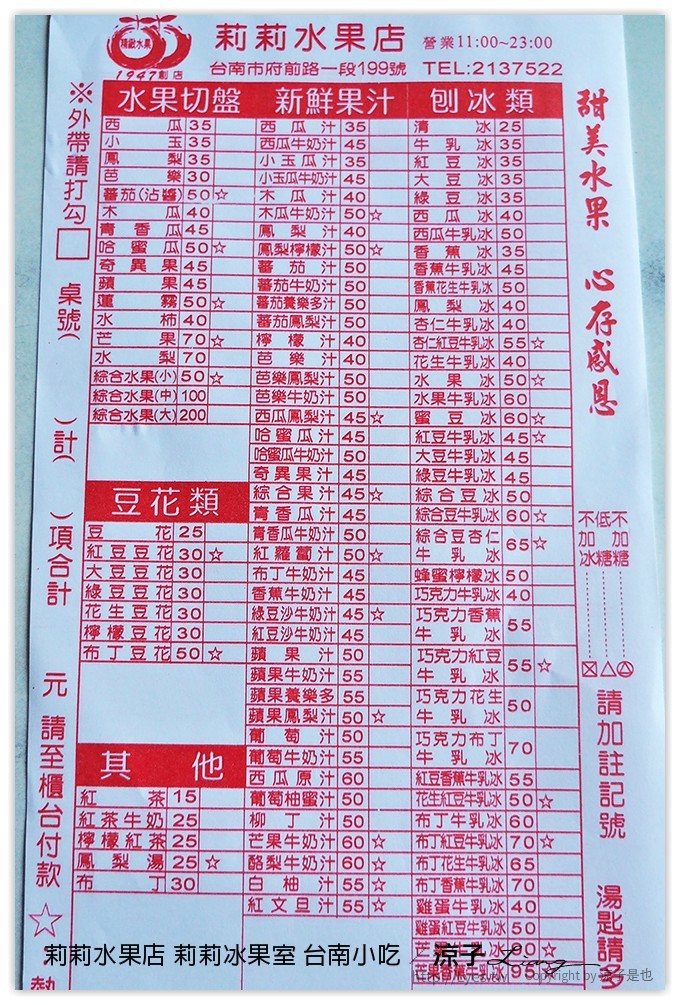 精緻水果
1947創店
莉莉水果店 營業11:00~23:00
台南市府前路一段199號 TEL:2137522
※外帶請打勾□ 桌號( )計( )項合計 元 請至櫃台付款 ☆
水果切盤
西瓜 35
小玉 35
鳳梨 35
芭樂 30
蕃茄(沾醬) 50 ☆
木瓜 40
青香瓜 45
哈蜜瓜 50 ☆
奇異果 45
蘋果 45
蓮霧 50 ☆
水柿 40
芒果 70 ☆
水梨 70
綜合水果(小) 50 ☆
綜合水果(中) 100
綜合水果(大) 200
豆花類
豆花 25
紅豆豆花 30 ☆
大豆豆花 30
綠豆豆花 30
花生豆花 30
檸檬豆花 30
布丁豆花 50 ☆
其他
紅茶 15
紅茶牛奶 25
檸檬紅茶 25
鳳梨湯 25 ☆
布丁 30
新鮮果汁
西瓜汁 35
西瓜牛奶汁 45
小玉瓜汁 35
小玉瓜牛奶汁 45
木瓜汁 40
木瓜牛奶汁 50 ☆
鳳梨汁 40
鳳梨檸檬汁 50 ☆
蕃茄汁 50
蕃茄牛奶汁 50
蕃茄養樂多汁 50
蕃茄鳳梨汁 50
檸檬汁 40
芭樂汁 40
芭樂鳳梨汁 50
芭樂牛奶汁 50
西瓜鳳梨汁 45 ☆
哈蜜瓜汁 45
哈蜜瓜牛奶汁 50
奇異果汁 45
綜合果汁 45 ☆
青香瓜汁 45
青香瓜牛奶汁 50
紅蘿蔔汁 50 ☆
布丁牛奶汁 45
香蕉牛奶汁 45
綠豆沙牛奶汁 45 ☆
紅豆沙牛奶汁 45
蘋果汁 50
蘋果牛奶汁 55
蘋果養樂多 55
蘋果鳳梨汁 50 ☆
葡萄汁 50
葡萄牛奶汁 55
西瓜原汁 60
葡萄柚蜜汁 50
柳丁汁 50
芒果牛奶汁 60 ☆
酪梨牛奶汁 60 ☆
白柚汁 55 ☆
紅文旦汁 55 ☆
刨冰類
清冰 25
牛乳冰 35
紅豆冰 35
大豆冰 35
綠豆冰 35
西瓜冰 40
西瓜牛乳冰 50
香蕉冰 35
香蕉牛乳冰 45
香蕉花生牛乳冰 50
鳳梨冰 40
杏仁牛乳冰 40
杏仁紅豆牛乳冰 55 ☆
花生牛乳冰 40
水果冰 50 ☆
水果牛乳冰 60
蜜豆冰 60 ☆
紅豆牛乳冰 45 ☆
大豆牛乳冰 45
綠豆牛乳冰 45
綜合豆冰 50
綜合豆牛乳冰 60 ☆
綜合豆杏仁牛乳冰 65 ☆
蜂蜜檸檬冰 50
巧克力牛乳冰 40
巧克力香蕉牛乳冰 55
巧克力紅豆牛乳冰 55 ☆
巧克力花生牛乳冰 50
巧克力布丁牛乳冰 70
紅豆香蕉牛乳冰 55
花生紅豆牛乳冰 50 ☆
布丁牛乳冰 60
布丁紅豆牛乳冰 70 ☆
布丁花生牛乳冰 65
布丁香蕉牛乳冰 70
雞蛋牛乳冰 40
雞蛋紅豆牛乳冰 50
甜美水果 心存感恩
不加冰
低糖
不加糖
請加註記號 湯匙請多
莉莉水果店 莉莉冰果室 台南小吃 / 涼子
Copyright by 涼子是也